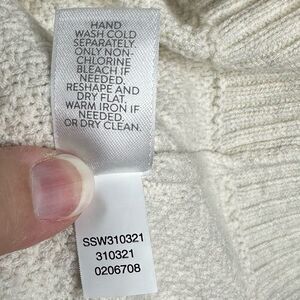 HAND
WASH COLD
SEPARATELY.
ONLY NON-
CHLORINE
BLEACH IF
NEEDED.
RESHAPE AND
DRY FLAT.
WARM IRON IF
NEEDED.
OR DRY CLEAN.
SSW310321
310321
0206708